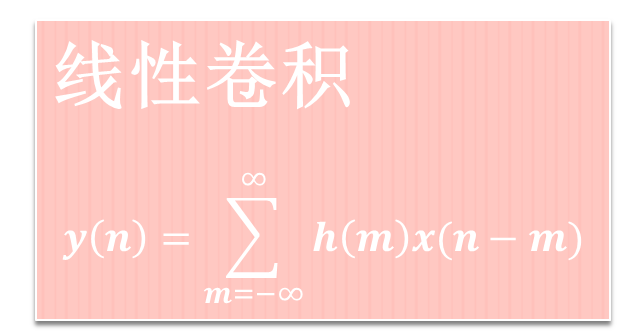 线性卷积
y(n) = ∑_{m=-∞}^{∞} h(m)x(n − m)